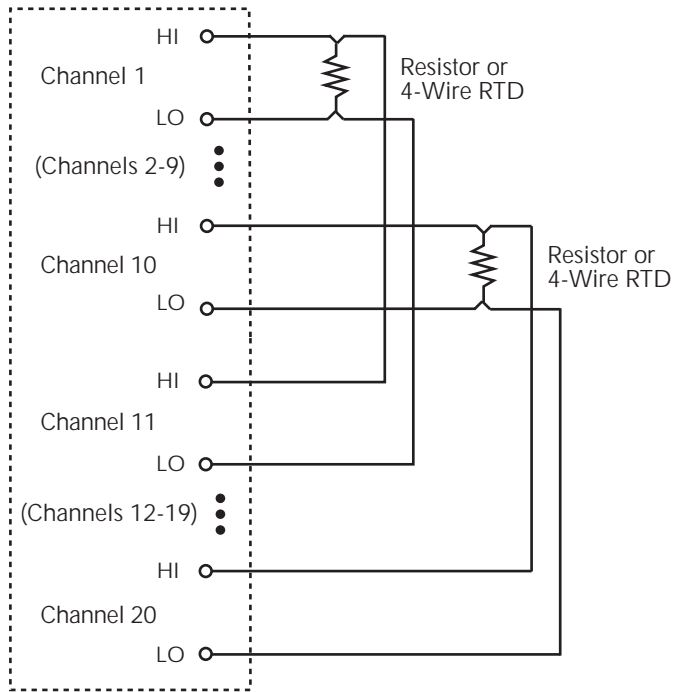 HI
Channel 1
LO
Resistor or
4-Wire RTD
(Channels 2-9)
HI
Channel 10
LO
Resistor or
4-Wire RTD
HI
Channel 11
LO
(Channels 12-19)
HI
Channel 20
LO